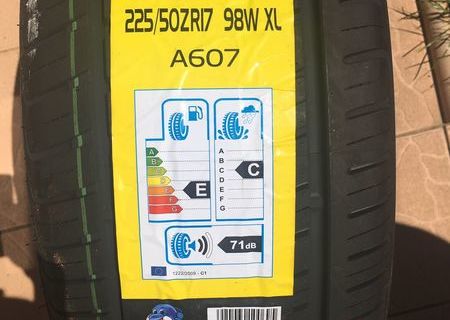 225/50ZR17 98W XL
A607
A
B
C
D
E
F
G
E
A
B
C
D
E
F
G
C
71dB
1222/2009 - C1